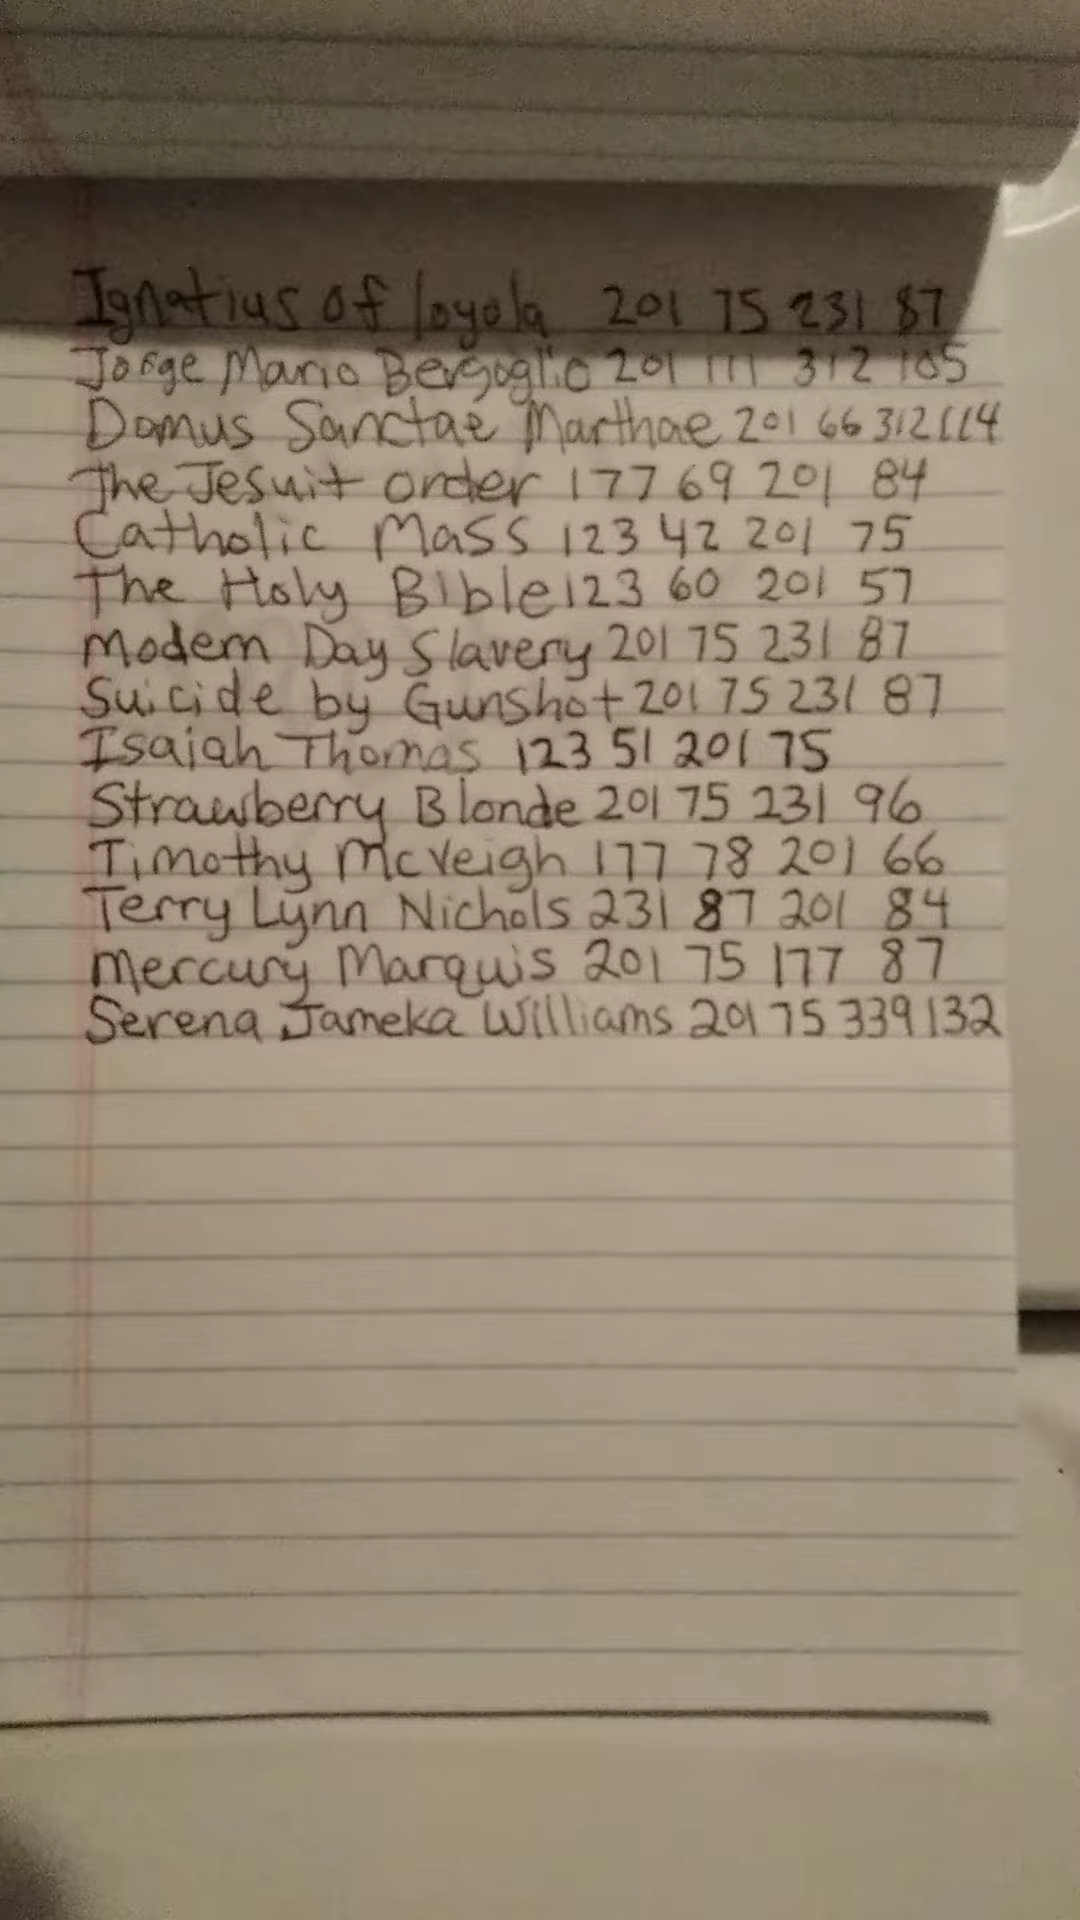 Ignatius of loyola 201 75 231 87
Jorge Mario Bergoglio 201 111 312 105
Domus Sanctae Marthae 201 66 312 114
The Jesuit order 177 69 201 84
Catholic Mass 123 42 201 75
The Holy Bible 123 60 201 57
Modern Day Slavery 201 75 231 87
Suicide by Gunshot 201 75 231 87
Isaiah Thomas 123 51 201 75
Strawberry Blonde 201 75 231 96
Timothy McVeigh 177 78 201 66
Terry Lynn Nichols 231 87 201 84
Mercury Marquis 201 75 177 87
Serena Jameka Williams 201 75 339 132